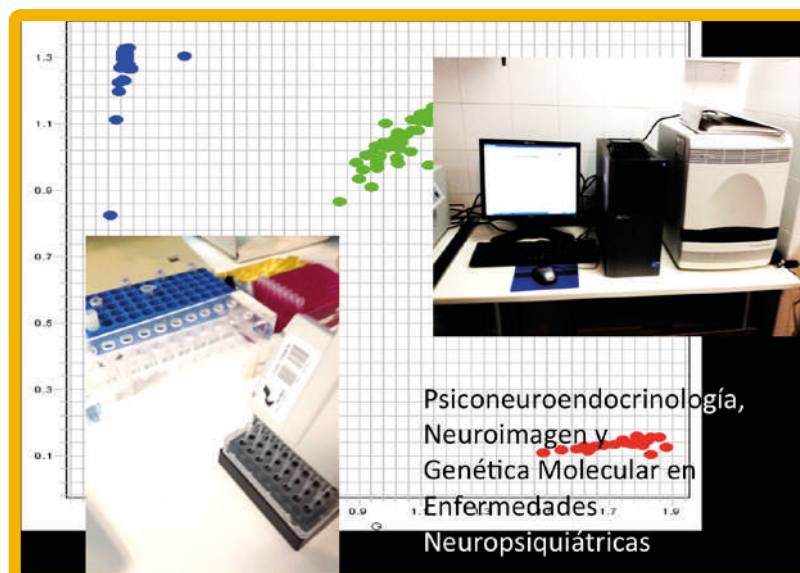 1.3
1.1
0.9
0.7
0.5
0.3
0.1
0.9
1.7
1.9
G
Psiconeuroendocrinología,
Neuroimagen y
Genética Molecular en
Enfermedades
Neuropsiquiátricas